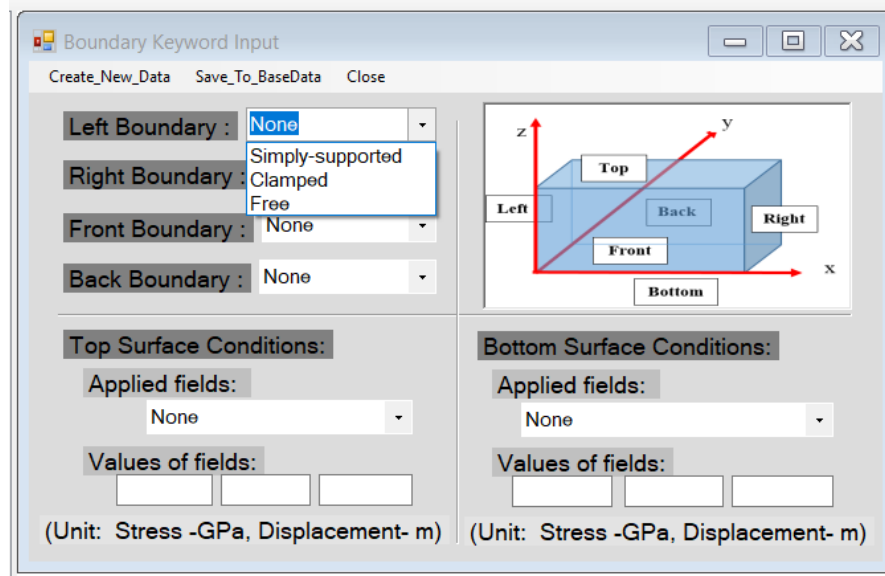 Boundary Keyword Input
Create_New_Data Save_To_BaseData Close
Left Boundary : None
Simply-supported
Clamped
Free
Right Boundary :
Front Boundary : None
Back Boundary : None
z
y
x
Top
Left
Back
Right
Front
Bottom
Top Surface Conditions:
Applied fields:
None
Values of fields:
(Unit: Stress -GPa, Displacement- m)
Bottom Surface Conditions:
Applied fields:
None
Values of fields:
(Unit: Stress -GPa, Displacement- m)